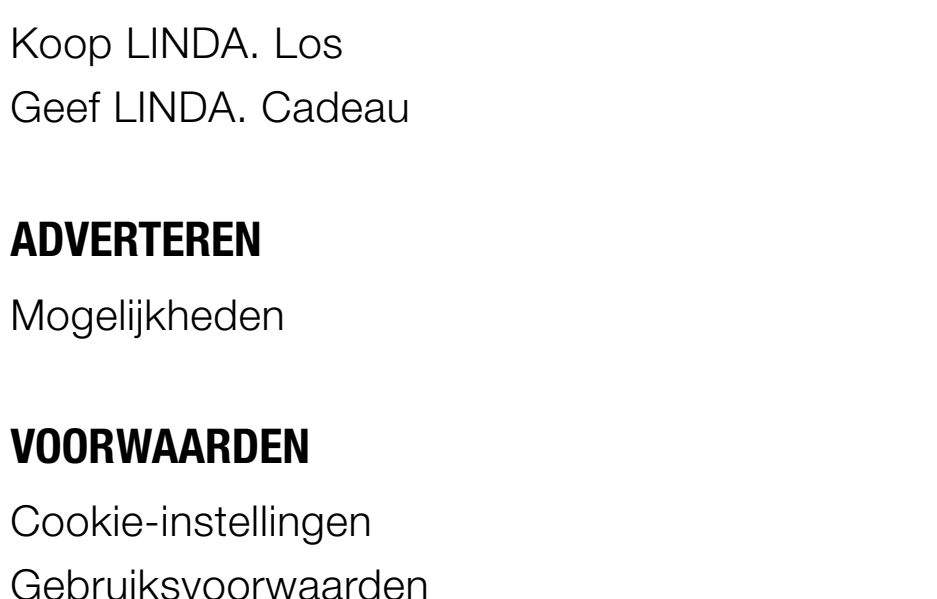 Koop LINDA. Los
Geef LINDA. Cadeau
ADVERTEREN
Mogelijkheden
VOORWAARDEN
Cookie-instellingen
Gebruiksvoorwaarden